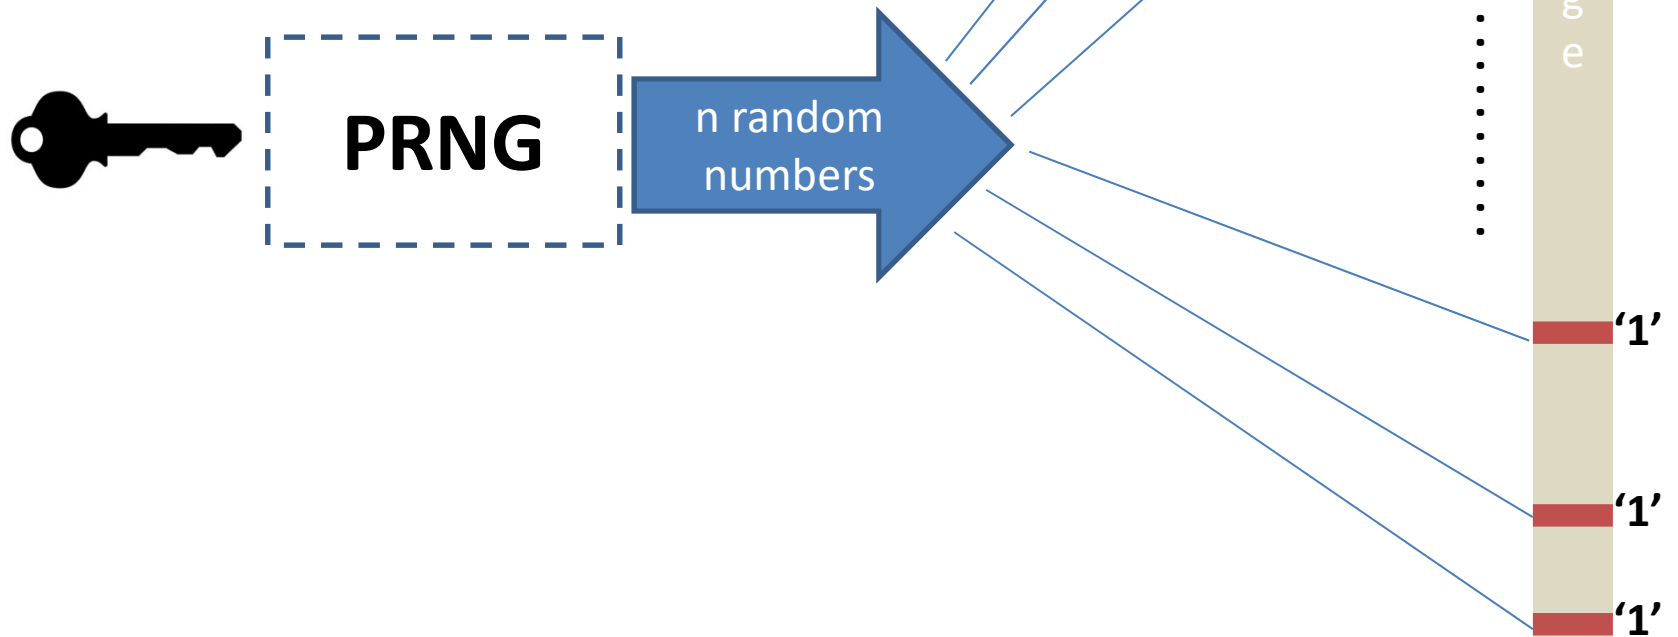 g
e
PRNG
n random
numbers
‘1’
‘1’
‘1’